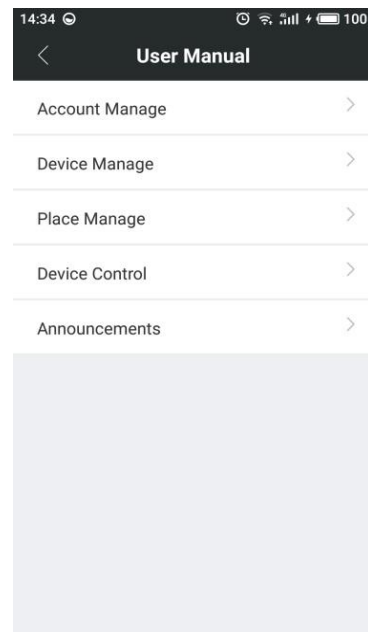 14:34 100
User Manual
Account Manage
Device Manage
Place Manage
Device Control
Announcements